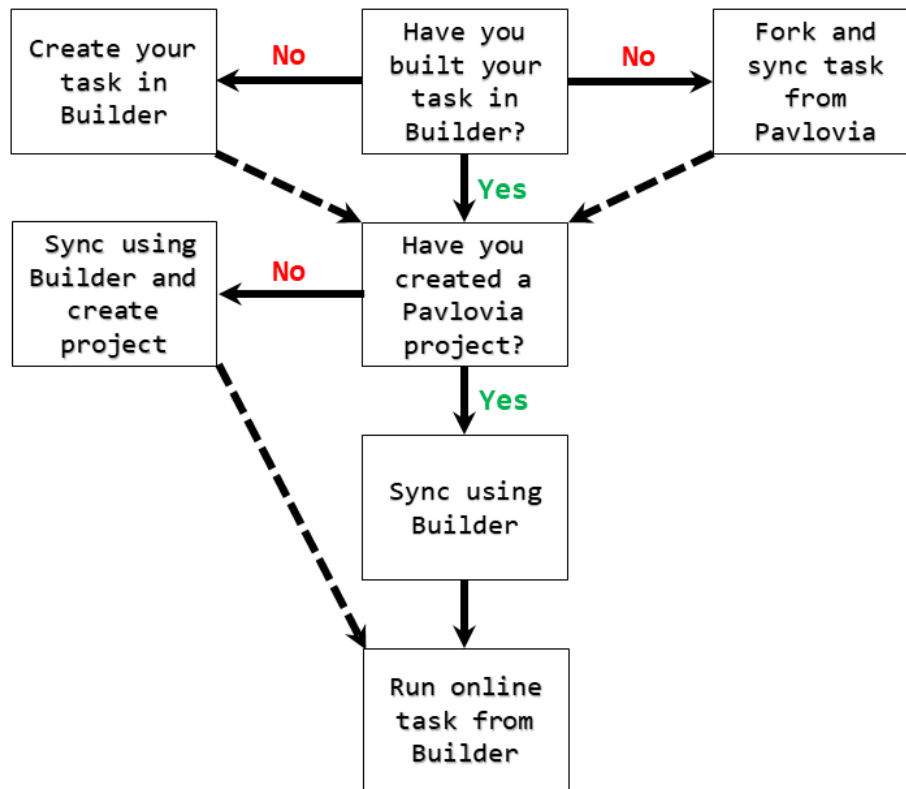 Create your
task in
Builder
No
Have you
built your
task in
Builder?
No
Fork and
sync task
from
Pavlovia
Yes
Sync using
Builder and
create
project
No
Have you
created a
Pavlovia
project?
Yes
Sync using
Builder
Run online
task from
Builder